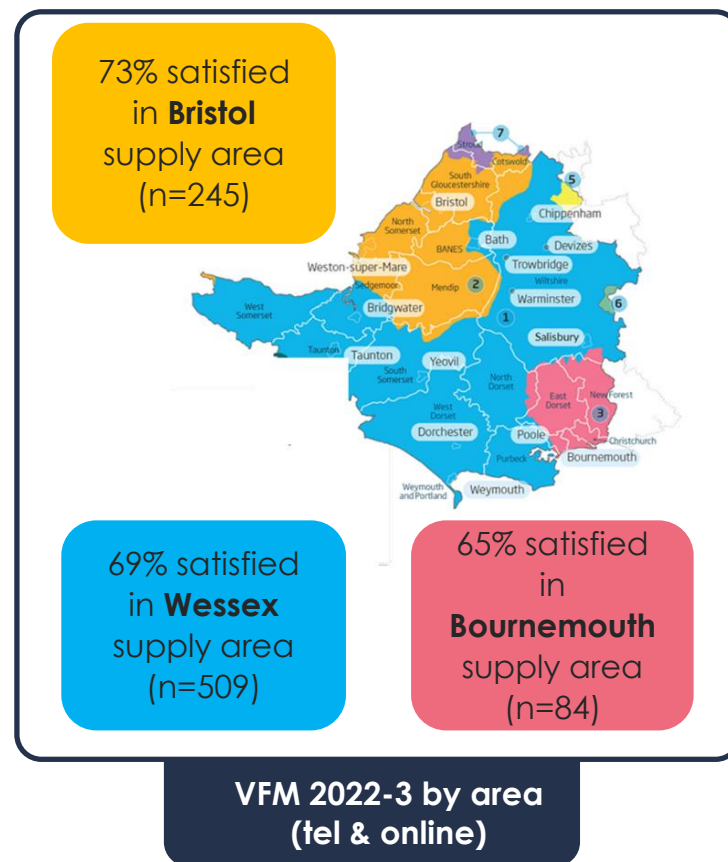 73% satisfied
in Bristol
supply area
(n=245)
7
Stroud
Cotswold
South
Gloucestershire
5
Bristol
Chippenham
North
Somerset
Bath
Devizes
BANES
Weston-super-Mare
Trowbridge
Sedgemoor
Mendip
2
Wiltshire
Warminster
6
West
Somerset
Bridgwater
1
Salisbury
Taunton
Taunton
Yeovil
South
Somerset
North
Dorset
East
Dorset
New Forest
3
West
Dorset
Dorchester
Poole
Christchurch
Purbeck
Bournemouth
Weymouth
and Portland
Weymouth
69% satisfied
in Wessex
supply area
(n=509)
65% satisfied
in
Bournemouth
supply area
(n=84)
VFM 2022-3 by area
(tel & online)